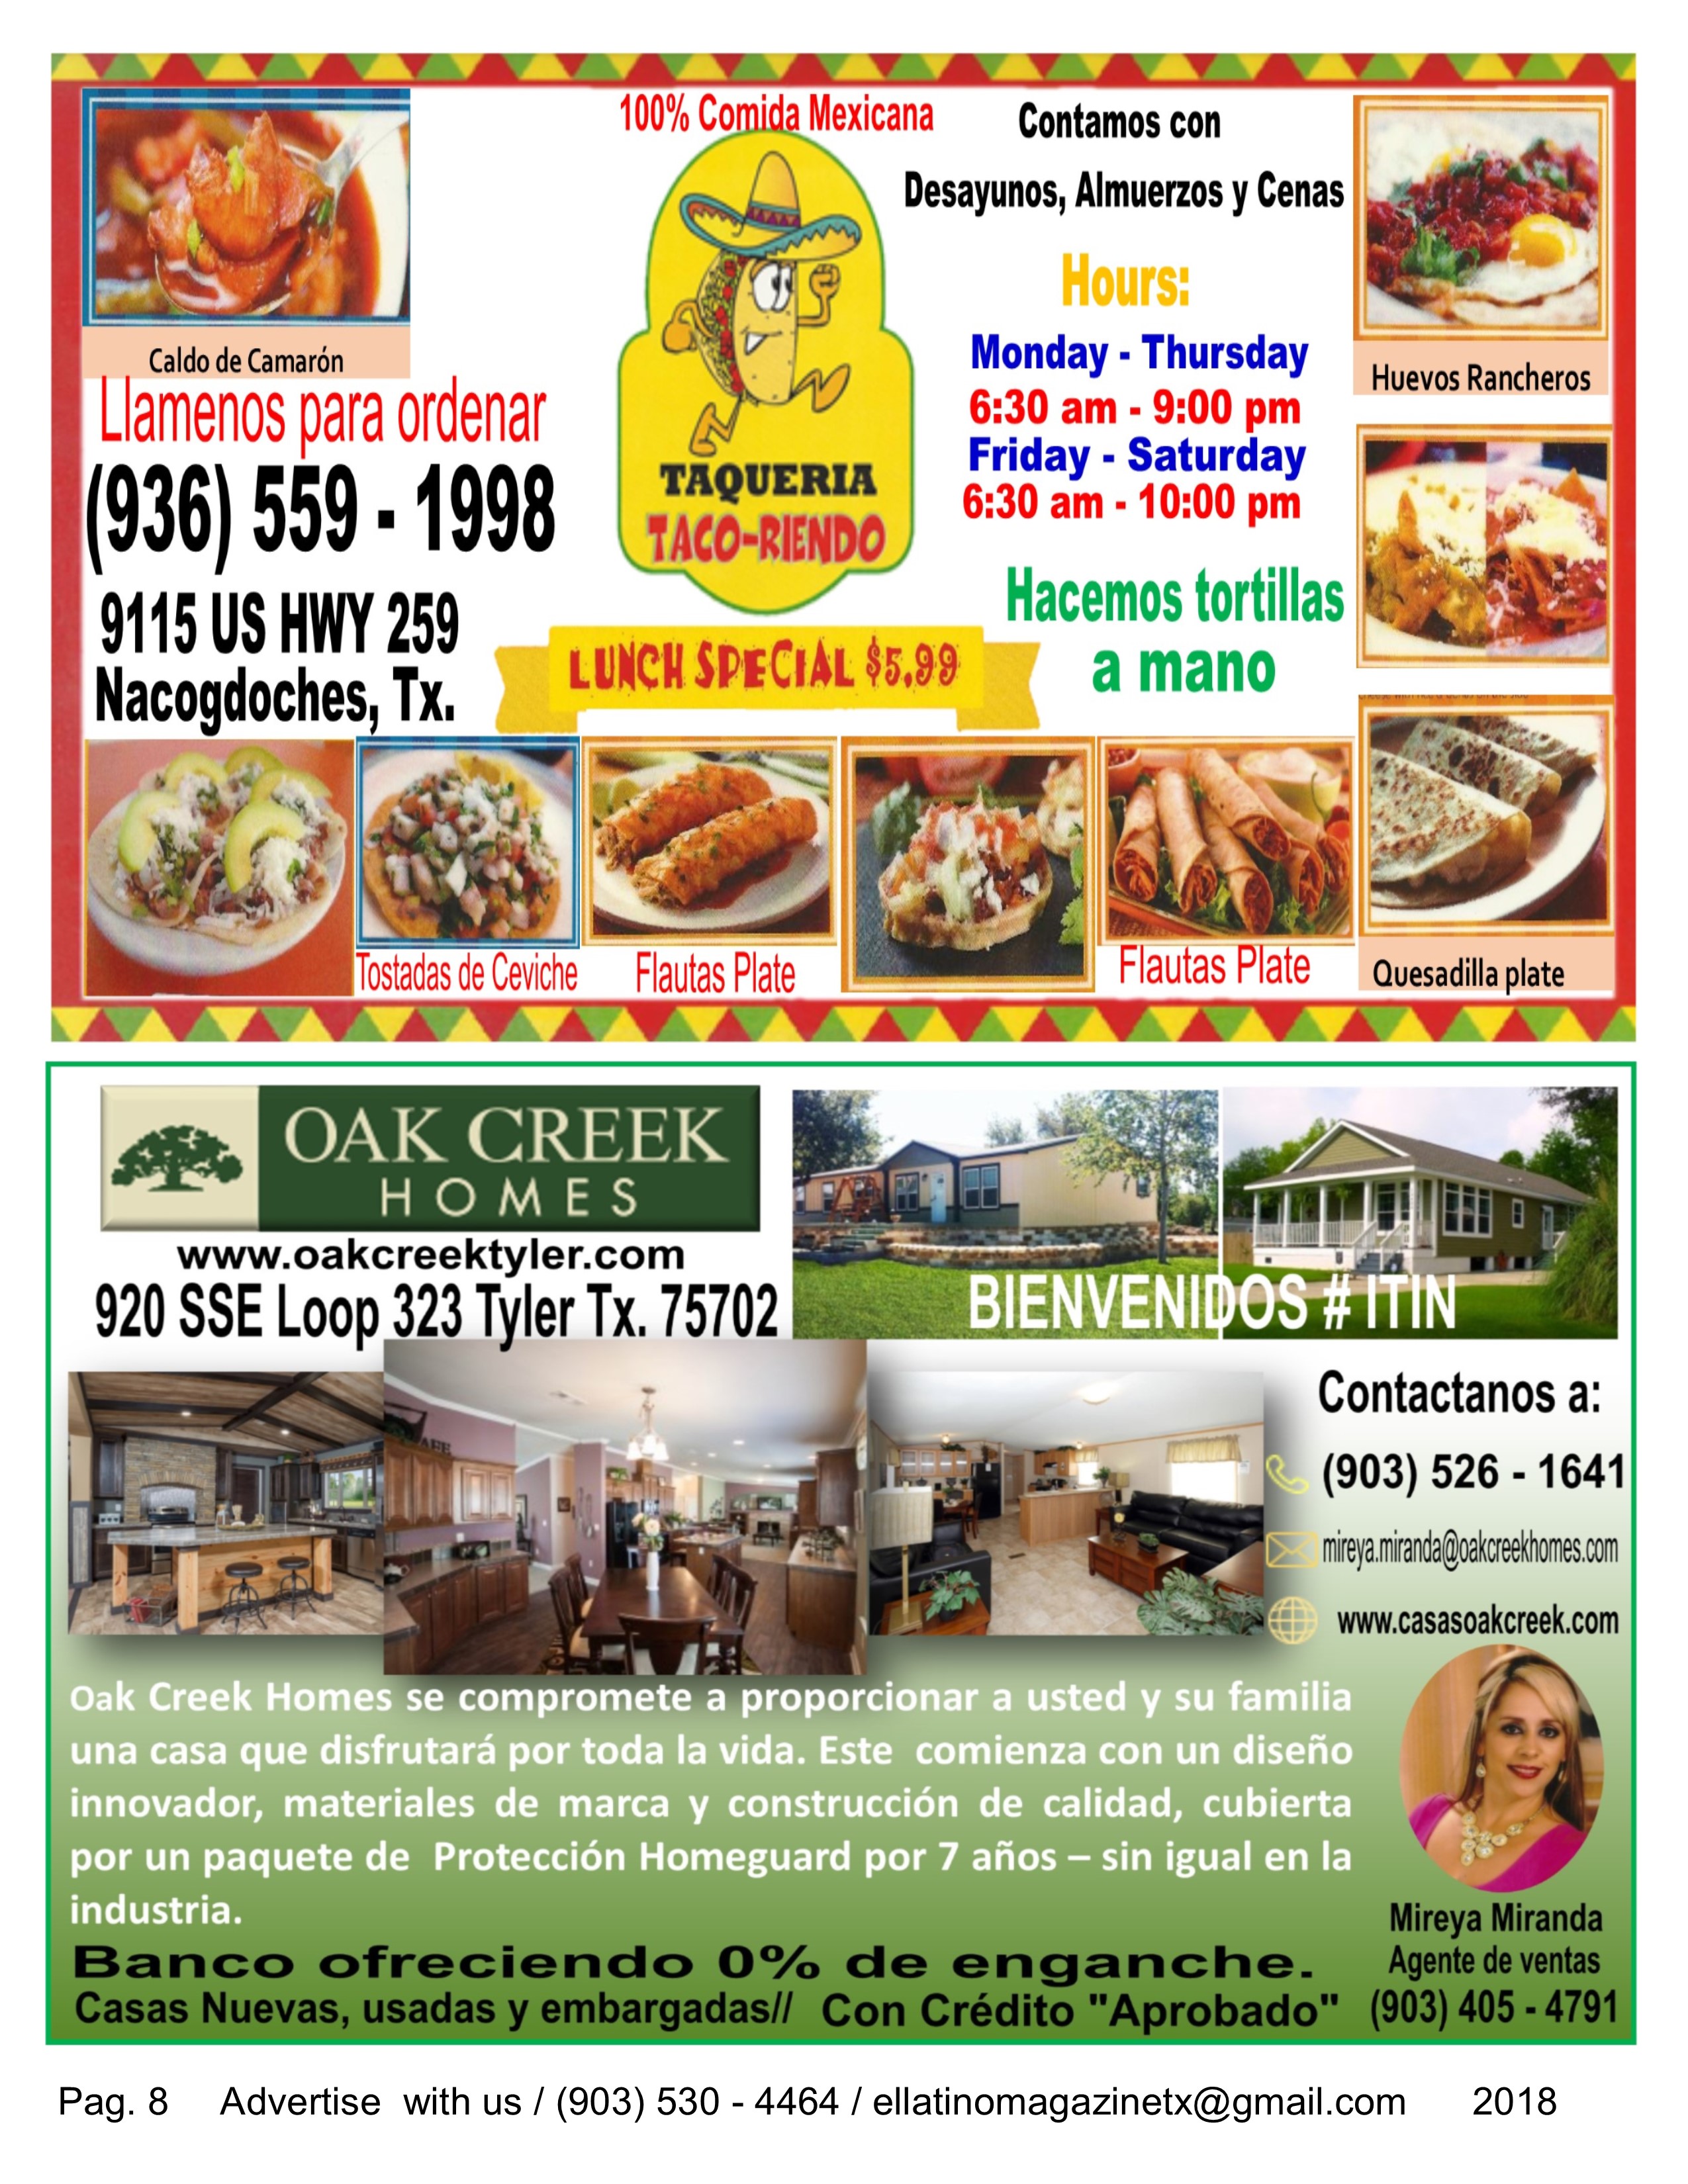 100% Comida Mexicana
Caldo de Camarón
Llamenos para ordenar
(936) 559 - 1998
9115 US HWY 259
Nacogdoches, Tx.
TAQUERIA
TACO-RIENDO
LUNCH SPECIAL $5.99
Contamos con
Desayunos, Almuerzos y Cenas
Hours:
Monday - Thursday
6:30 am - 9:00 pm
Friday - Saturday
6:30 am - 10:00 pm
Hacemos tortillas
a mano
Huevos Rancheros
Tostadas de Ceviche
Flautas Plate
Flautas Plate
Quesadilla plate
OAK CREEK
HOMES
www.oakcreektyler.com
920 SSE Loop 323 Tyler Tx. 75702
BIENVENIDOS # ITIN
Contactanos a:
(903) 526 - 1641
mireya.miranda@oakcreekhomes.com
www.casasoakcreek.com
Oak Creek Homes se compromete a proporcionar a usted y su familia
una casa que disfrutará por toda la vida. Este comienza con un diseño
innovador, materiales de marca y construcción de calidad, cubierta
por un paquete de Protección Homeguard por 7 años – sin igual en la
industria.
Banco ofreciendo 0% de enganche.
Casas Nuevas, usadas y embargadas// Con Crédito "Aprobado"
Mireya Miranda
Agente de ventas
(903) 405 - 4791
Pag. 8 Advertise with us / (903) 530 - 4464 / ellatinomagazinetx@gmail.com 2018